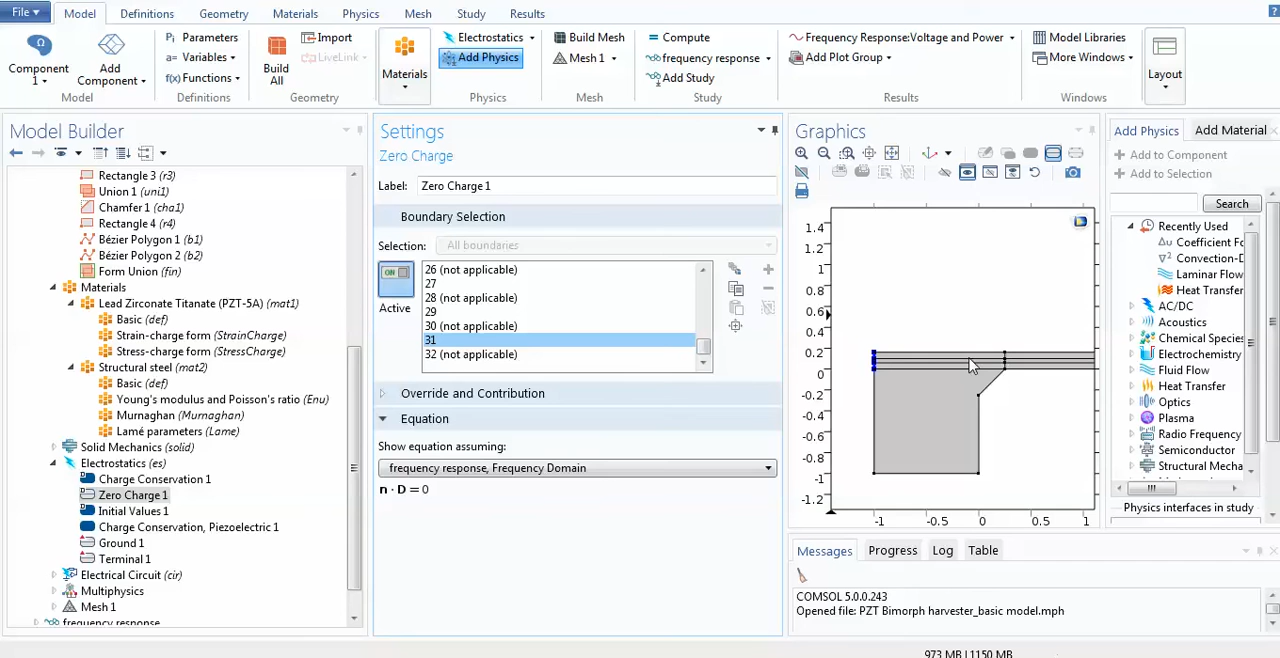 File
Model
Definitions
Geometry
Materials
Physics
Mesh
Study
Results
?
Component 1
Add Component
Model
Pi Parameters
a= Variables
f(x) Functions
Definitions
Build All
Import
LiveLink
Geometry
Materials
Electrostatics
Add Physics
Physics
Build Mesh
Mesh 1
Mesh
= Compute
frequency response
Add Study
Study
Frequency Response:Voltage and Power
Add Plot Group
Results
Model Libraries
More Windows
Windows
Layout
Model Builder
Rectangle 3 (r3)
Union 1 (uni1)
Chamfer 1 (cha1)
Rectangle 4 (r4)
Bézier Polygon 1 (b1)
Bézier Polygon 2 (b2)
Form Union (fin)
Materials
Lead Zirconate Titanate (PZT-5A) (mat1)
Basic (def)
Strain-charge form (StrainCharge)
Stress-charge form (StressCharge)
Structural steel (mat2)
Basic (def)
Young's modulus and Poisson's ratio (Enu)
Murnaghan (Murnaghan)
Lamé parameters (Lame)
Solid Mechanics (solid)
Electrostatics (es)
Charge Conservation 1
Zero Charge 1
Initial Values 1
Charge Conservation, Piezoelectric 1
Ground 1
Terminal 1
Electrical Circuit (cir)
Multiphysics
Mesh 1
frequency response
Settings
Zero Charge
Label: Zero Charge 1
Boundary Selection
Selection: All boundaries
ON
Active
26 (not applicable)
27
28 (not applicable)
29
30 (not applicable)
31
32 (not applicable)
Override and Contribution
Equation
Show equation assuming:
frequency response, Frequency Domain
n · D = 0
Graphics
1.4
1.2
1
0.8
0.6
0.4
0.2
0
-0.2
-0.4
-0.6
-0.8
-1
-1.2
-1 -0.5 0 0.5 1
Messages
Progress
Log
Table
COMSOL 5.0.0.243
Opened file: PZT Bimorph harvester_basic model.mph
Add Physics
Add Material
+ Add to Component
+ Add to Selection
Search
Recently Used
Δu Coefficient Fo
∇² Convection-D
Laminar Flow
Heat Transfer
AC/DC
Acoustics
Chemical Species
Electrochemistry
Fluid Flow
Heat Transfer
Optics
Plasma
Radio Frequency
Semiconductor
Structural Mecha
Physics interfaces in study
973 MB | 1150 MB